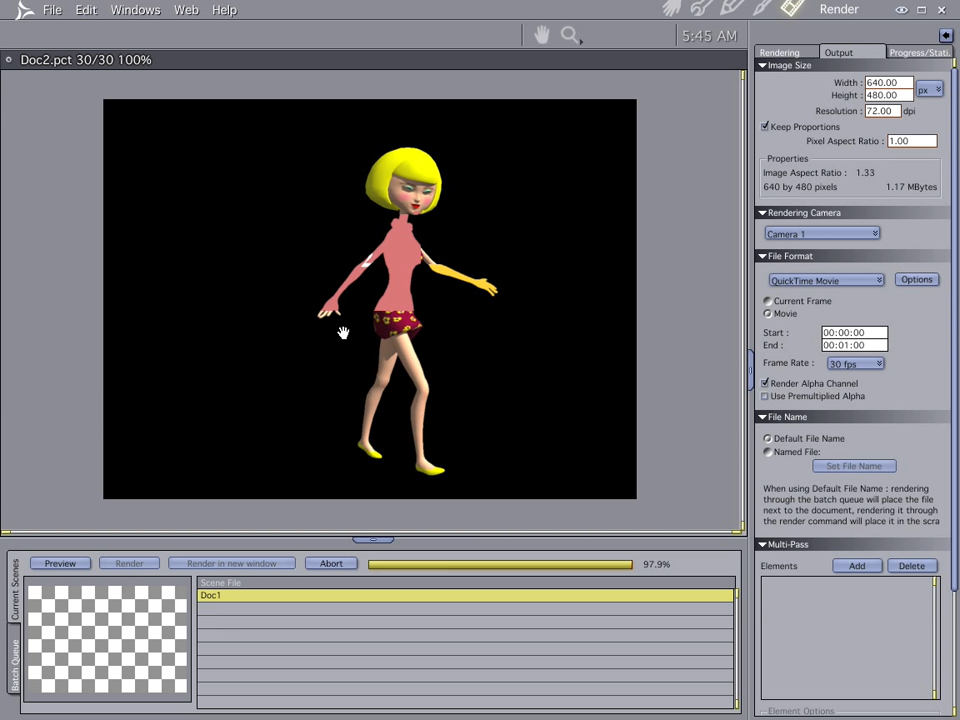 File Edit Windows Web Help
Render
5:45 AM
Doc2.pct 30/30 100%
Rendering Output Progress/Stati.
Image Size
Width : 640.00
px
Height : 480.00
Resolution : 72.00 dpi
Keep Proportions
Pixel Aspect Ratio : 1.00
Properties
Image Aspect Ratio : 1.33
640 by 480 pixels 1.17 MBytes
Rendering Camera
Camera 1
File Format
QuickTime Movie Options
Current Frame
Movie
Start : 00:00:00
End : 00:01:00
Frame Rate : 30 fps
Render Alpha Channel
Use Premultiplied Alpha
File Name
Default File Name
Named File:
Set File Name
When using Default File Name : rendering
through the batch queue will place the file
next to the document, rendering it through
the render command will place it in the scra
Multi-Pass
Elements Add Delete
Element Options
Current Scenes
Batch Queue
Preview Render Render in new window Abort 97.9%
Scene File
Doc1